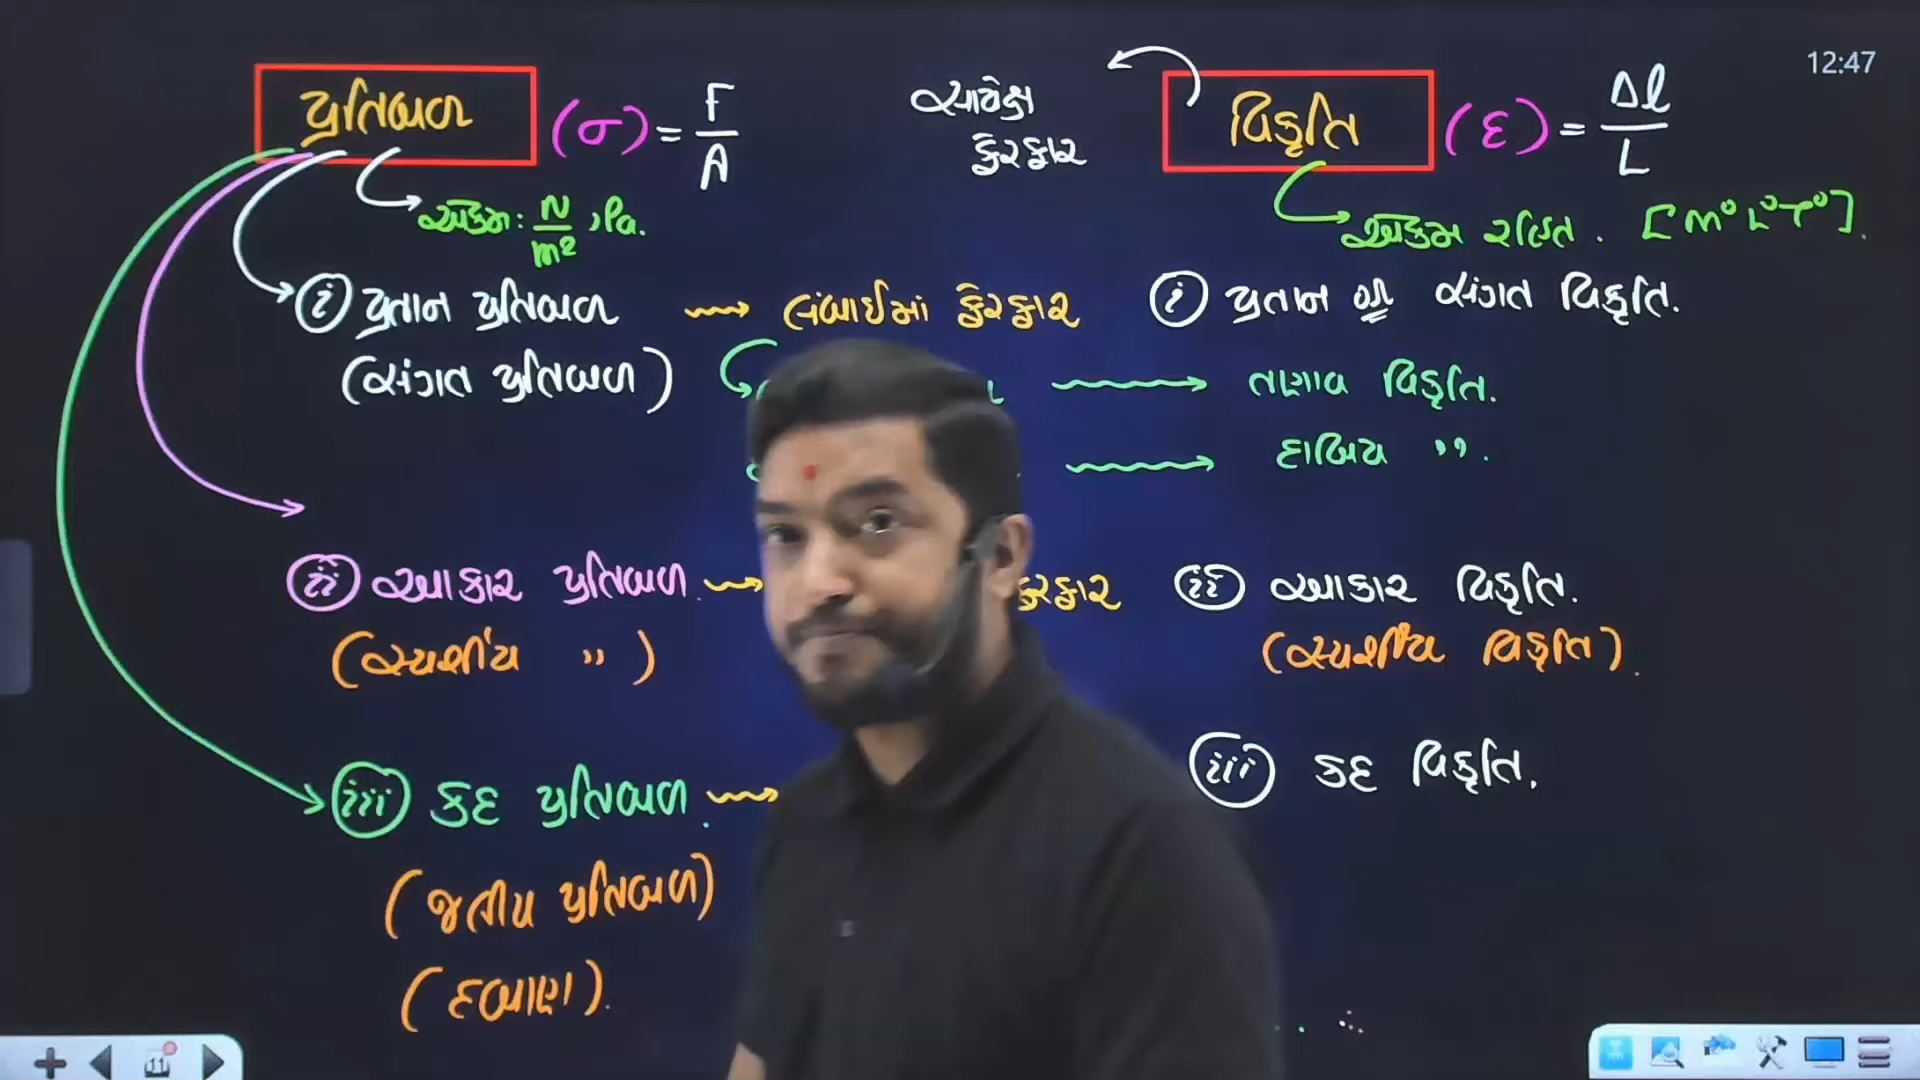 12:47
પ્રતિબળ (σ) = F/A
સાપેક્ષ ફેરફાર
વિકૃતિ (ε) = Δl/L
એકમ: N/m², Pa.
એકમ રહિત. [M⁰L⁰T⁰].
(i) પ્રતાન પ્રતિબળ → લંબાઈમાં ફેરફાર
(સંગત પ્રતિબળ)
(i) પ્રતાન અથવા સંગત વિકૃતિ.
→ તણાવ વિકૃતિ.
→ દાબિય ,, .
(ii) આકાર પ્રતિબળ. →
ફેરફાર
(સ્પર્શીય ,, )
(ii) આકાર વિકૃતિ.
(સ્પર્શીય વિકૃતિ).
(iii) કદ પ્રતિબળ. →
(જલીય પ્રતિબળ)
(દબાણ).
(iii) કદ વિકૃતિ.
11